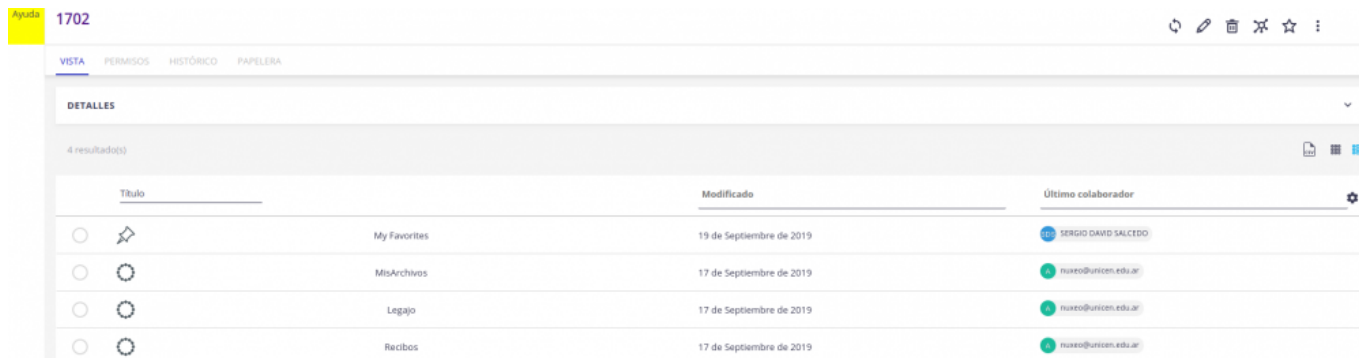 Ayuda
1702
VISTA PERMISOS HISTÓRICO PAPELERA
DETALLES
4 resultado(s)
Título Modificado Último colaborador
My Favorites 19 de Septiembre de 2019 SDS SERGIO DAVID SALCEDO
MisArchivos 17 de Septiembre de 2019 A nuxeo@unicen.edu.ar
Legajo 17 de Septiembre de 2019 A nuxeo@unicen.edu.ar
Recibos 17 de Septiembre de 2019 A nuxeo@unicen.edu.ar